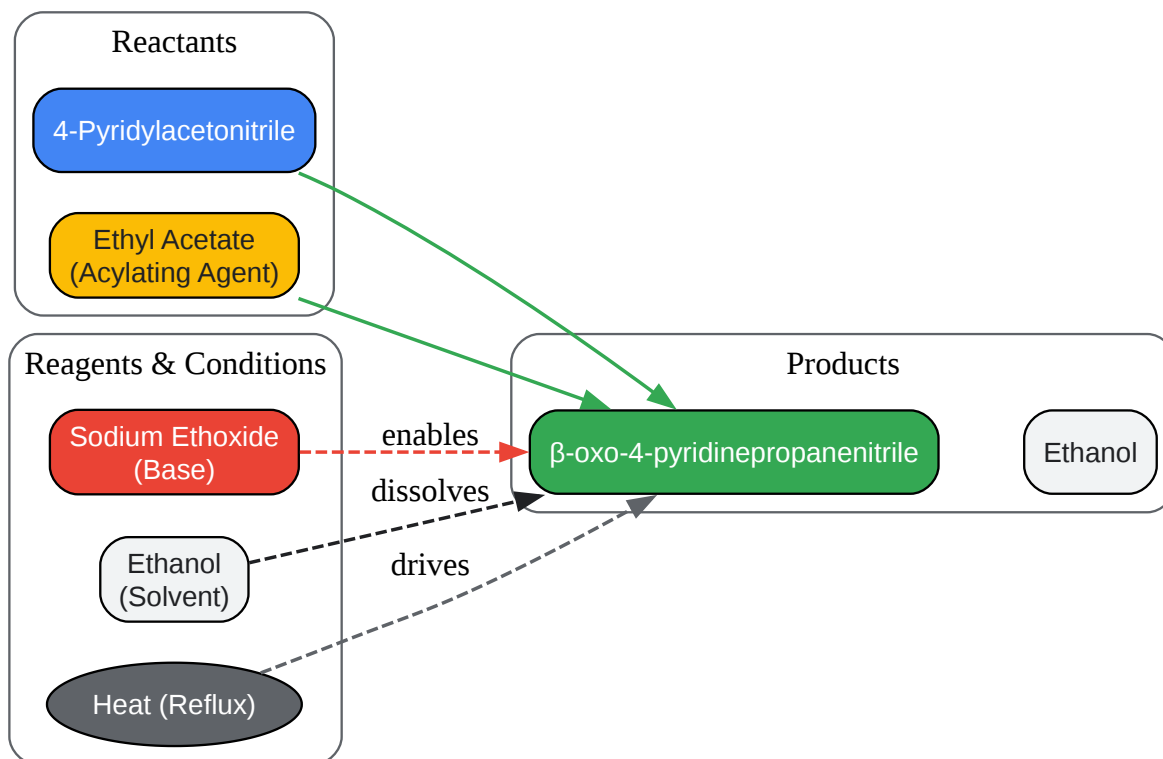 Reactants
4-Pyridylacetonitrile
Ethyl Acetate
(Acylating Agent)
Reagents & Conditions
Sodium Ethoxide
(Base)
Ethanol
(Solvent)
Heat (Reflux)
enables
dissolves
drives
Products
β-oxo-4-pyridinepropanenitrile
Ethanol